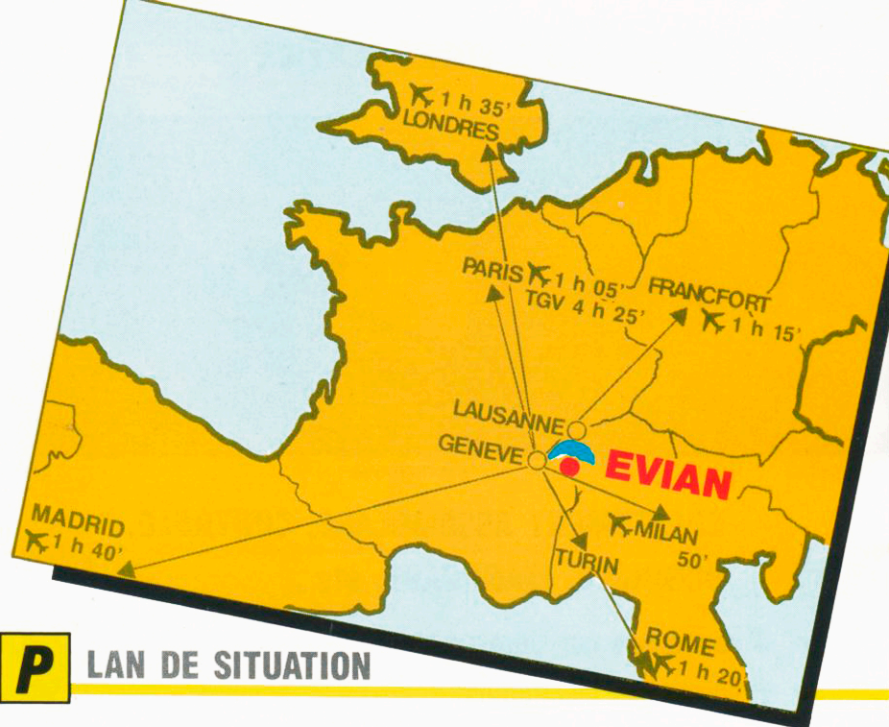 1 h 35'
LONDRES
PARIS 1 h 05'
TGV 4 h 25'
FRANCFORT
1 h 15'
LAUSANNE
GENEVE
EVIAN
MADRID
1 h 40'
MILAN
50'
TURIN
ROME
1 h 20'
PLAN DE SITUATION